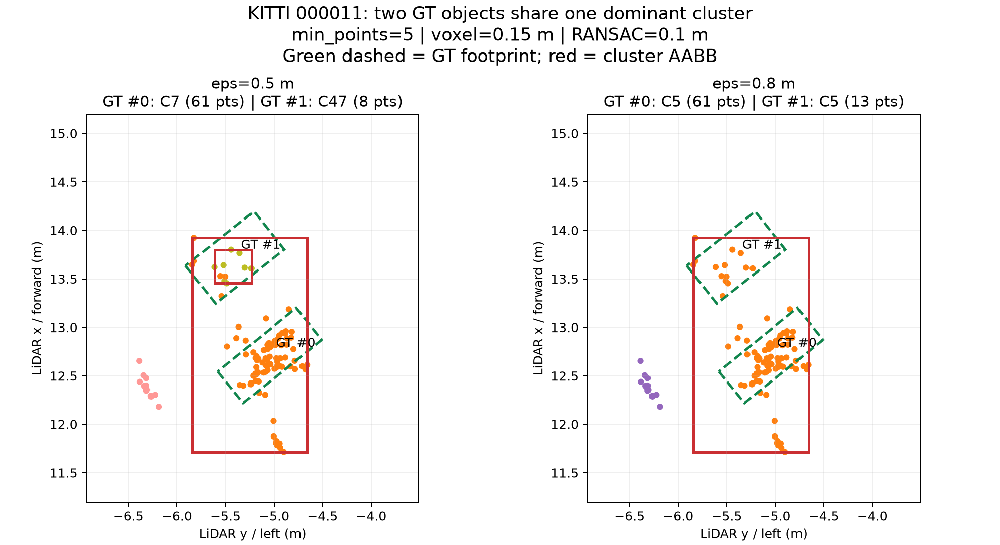 KITTI 000011: two GT objects share one dominant cluster
min_points=5 | voxel=0.15 m | RANSAC=0.1 m
Green dashed = GT footprint; red = cluster AABB
eps=0.5 m
GT #0: C7 (61 pts) | GT #1: C47 (8 pts)
15.0
14.5
14.0
13.5
13.0
12.5
12.0
11.5
LiDAR x / forward (m)
GT #1
GT #0
−6.5 −6.0 −5.5 −5.0 −4.5 −4.0
LiDAR y / left (m)
eps=0.8 m
GT #0: C5 (61 pts) | GT #1: C5 (13 pts)
15.0
14.5
14.0
13.5
13.0
12.5
12.0
11.5
LiDAR x / forward (m)
GT #1
GT #0
−6.5 −6.0 −5.5 −5.0 −4.5 −4.0
LiDAR y / left (m)